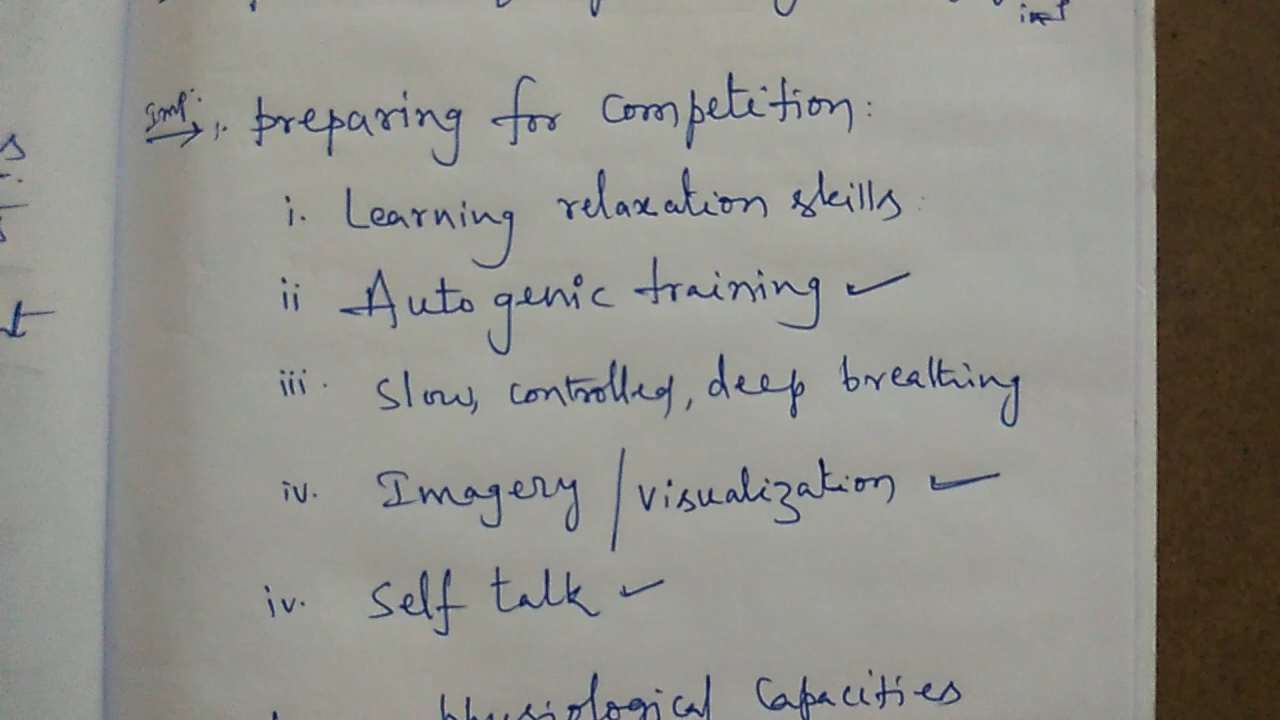 Imp: 1. preparing for competition:
i. Learning relaxation skills
ii Autogenic training ✓
iii. Slow, controlled, deep breathing
iv. Imagery / visualization ✓
iv. Self talk ✓
physiological Capacities